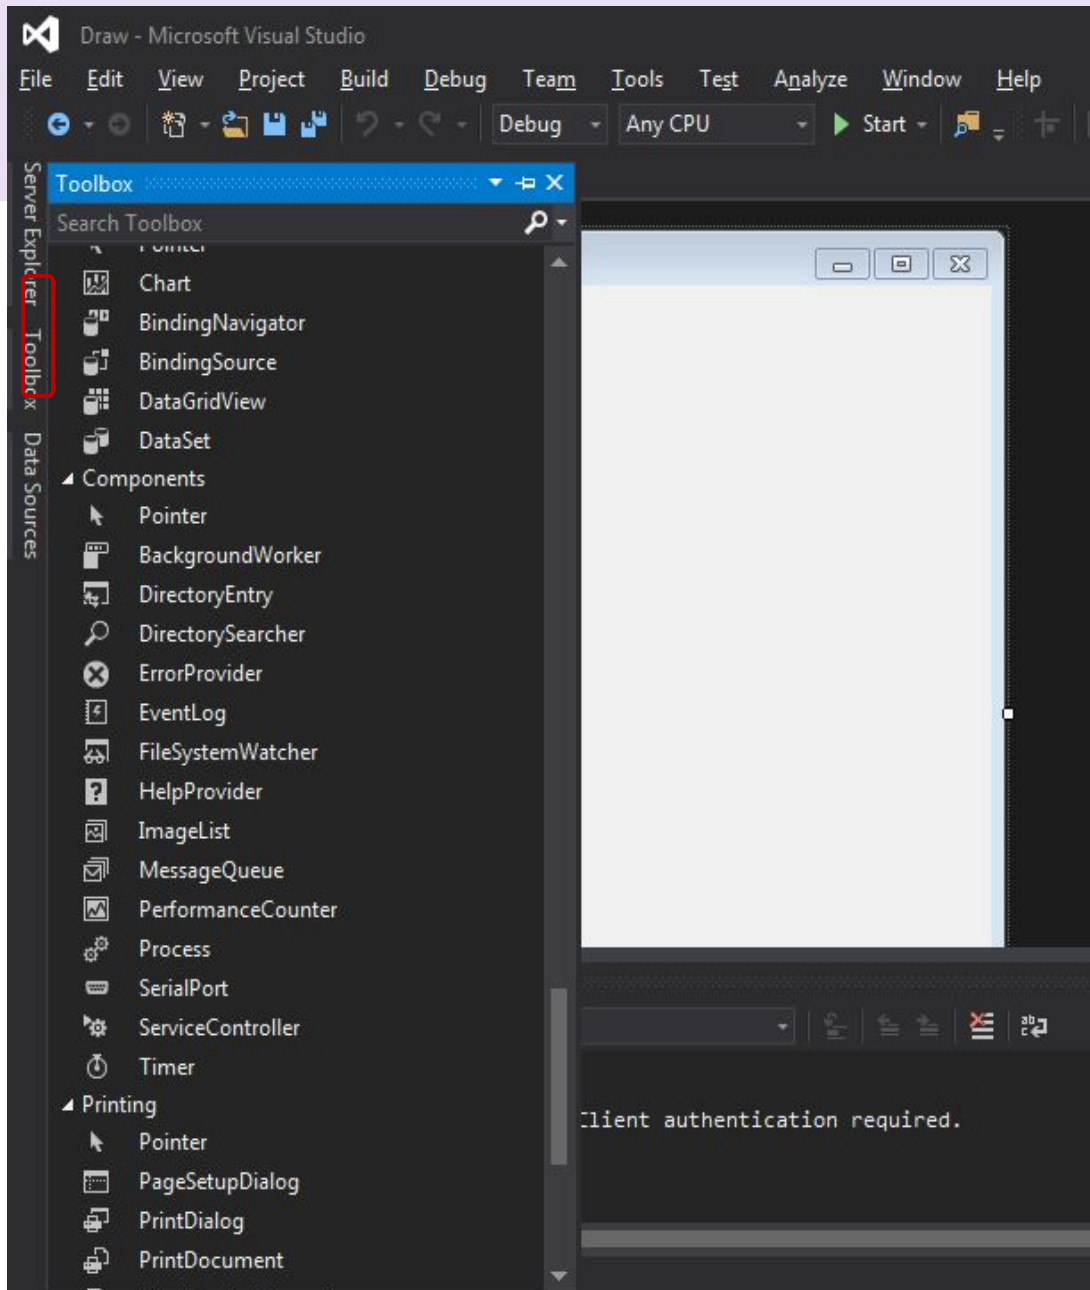 Draw - Microsoft Visual Studio
File Edit View Project Build Debug Team Tools Test Analyze Window Help
Debug Any CPU Start
Server Explorer
Toolbox
Data Sources
Toolbox
Search Toolbox
Pointer
Chart
BindingNavigator
BindingSource
DataGridView
DataSet
Components
Pointer
BackgroundWorker
DirectoryEntry
DirectorySearcher
ErrorProvider
EventLog
FileSystemWatcher
HelpProvider
ImageList
MessageQueue
PerformanceCounter
Process
SerialPort
ServiceController
Timer
Printing
Pointer
PageSetupDialog
PrintDialog
PrintDocument
Client authentication required.